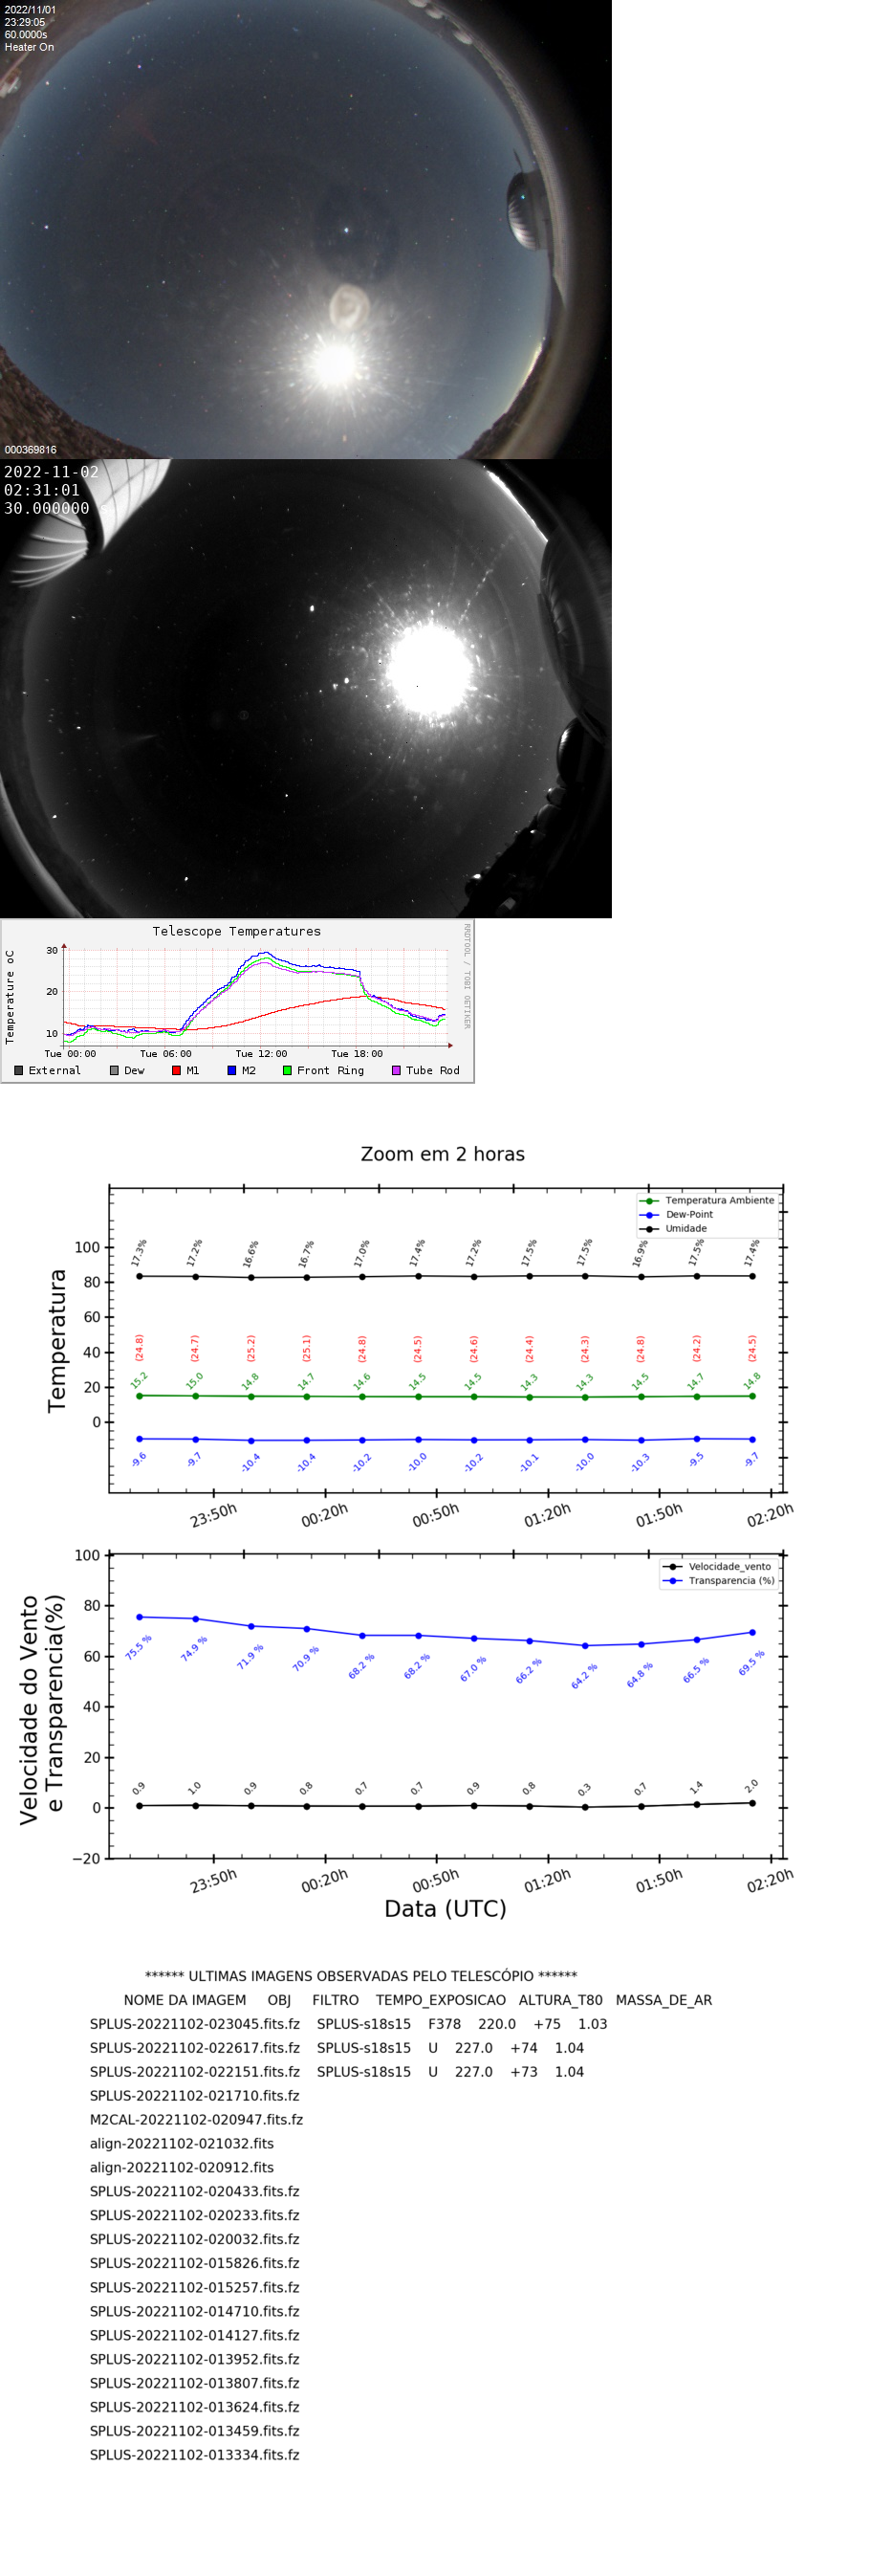 2022/11/01
23:29:05
60.0000s
Heater On
000369816
2022-11-02
02:31:01
30.000000 s
Telescope Temperatures
RRDTOOL / TOBI OETIKER
Temperature oC
30
20
10
Tue 00:00 Tue 06:00 Tue 12:00 Tue 18:00
External Dew M1 M2 Front Ring Tube Rod
Zoom em 2 horas
Temperatura Ambiente
Dew-Point
Umidade
Temperatura
100
80
60
40
20
0
17.3% 17.2% 16.6% 16.7% 17.0% 17.4% 17.2% 17.5% 17.5% 16.9% 17.5% 17.4%
(24.8) (24.7) (25.2) (25.1) (24.8) (24.5) (24.6) (24.4) (24.3) (24.8) (24.2) (24.5)
15.2 15.0 14.8 14.7 14.6 14.5 14.5 14.3 14.3 14.5 14.7 14.8
-9.6 -9.7 -10.4 -10.4 -10.2 -10.0 -10.2 -10.1 -10.0 -10.3 -9.5 -9.7
23:50h 00:20h 00:50h 01:20h 01:50h 02:20h
Velocidade_vento
Transparencia (%)
Velocidade do Vento
e Transparencia(%)
100
80
60
40
20
0
−20
75.5 % 74.9 % 71.9 % 70.9 % 68.2 % 68.2 % 67.0 % 66.2 % 64.2 % 64.8 % 66.5 % 69.5 %
0.9 1.0 0.9 0.8 0.7 0.7 0.9 0.8 0.3 0.7 1.4 2.0
23:50h 00:20h 00:50h 01:20h 01:50h 02:20h
Data (UTC)
****** ULTIMAS IMAGENS OBSERVADAS PELO TELESCÓPIO ******
NOME DA IMAGEM OBJ FILTRO TEMPO_EXPOSICAO ALTURA_T80 MASSA_DE_AR
SPLUS-20221102-023045.fits.fz SPLUS-s18s15 F378 220.0 +75 1.03
SPLUS-20221102-022617.fits.fz SPLUS-s18s15 U 227.0 +74 1.04
SPLUS-20221102-022151.fits.fz SPLUS-s18s15 U 227.0 +73 1.04
SPLUS-20221102-021710.fits.fz
M2CAL-20221102-020947.fits.fz
align-20221102-021032.fits
align-20221102-020912.fits
SPLUS-20221102-020433.fits.fz
SPLUS-20221102-020233.fits.fz
SPLUS-20221102-020032.fits.fz
SPLUS-20221102-015826.fits.fz
SPLUS-20221102-015257.fits.fz
SPLUS-20221102-014710.fits.fz
SPLUS-20221102-014127.fits.fz
SPLUS-20221102-013952.fits.fz
SPLUS-20221102-013807.fits.fz
SPLUS-20221102-013624.fits.fz
SPLUS-20221102-013459.fits.fz
SPLUS-20221102-013334.fits.fz